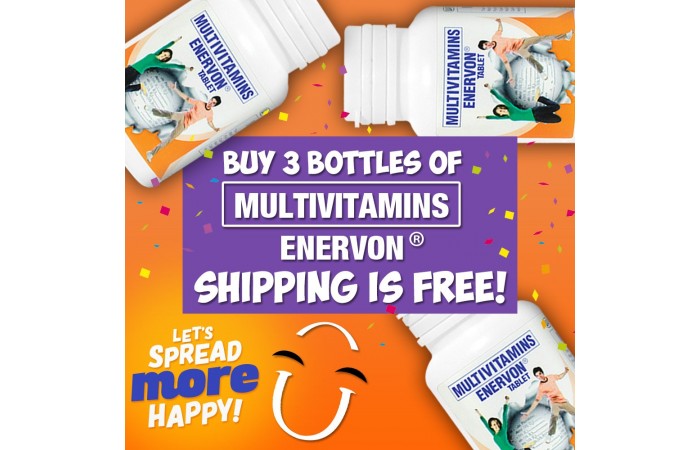 MULTIVITAMINS
ENERVON®
TABLET
MULTIVITAMINS
ENERVON®
TABLET
BUY 3 BOTTLES OF
MULTIVITAMINS
ENERVON®
SHIPPING IS FREE!
LET'S
SPREAD
more
HAPPY!
MULTIVITAMINS
ENERVON®
TABLET